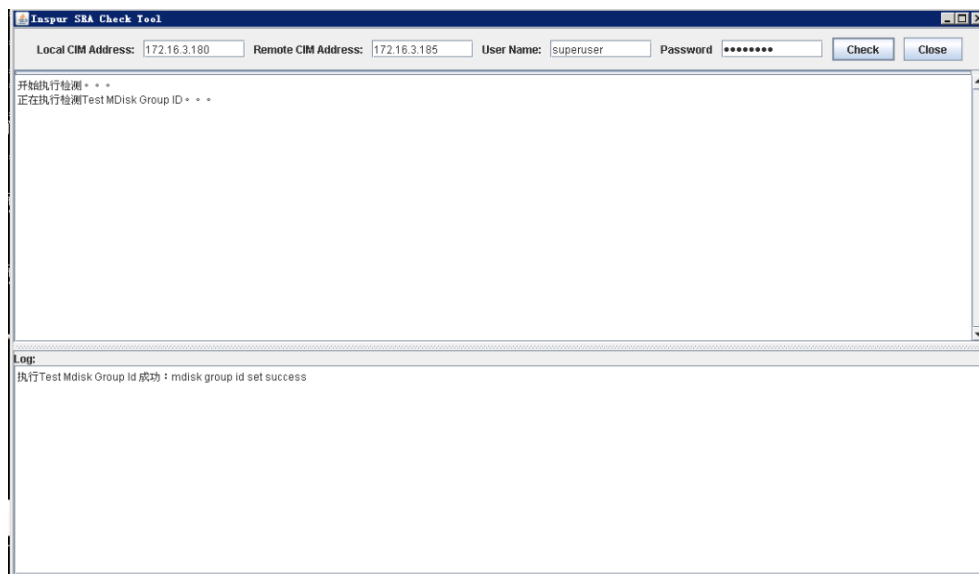 Inspur SRA Check Tool
Local CIM Address: 172.16.3.180 Remote CIM Address: 172.16.3.185 User Name: superuser Password ●●●●●●●● Check Close
开始执行检测。。。
正在执行检测Test MDisk Group ID。。。
Log:
执行Test Mdisk Group Id 成功：mdisk group id set success